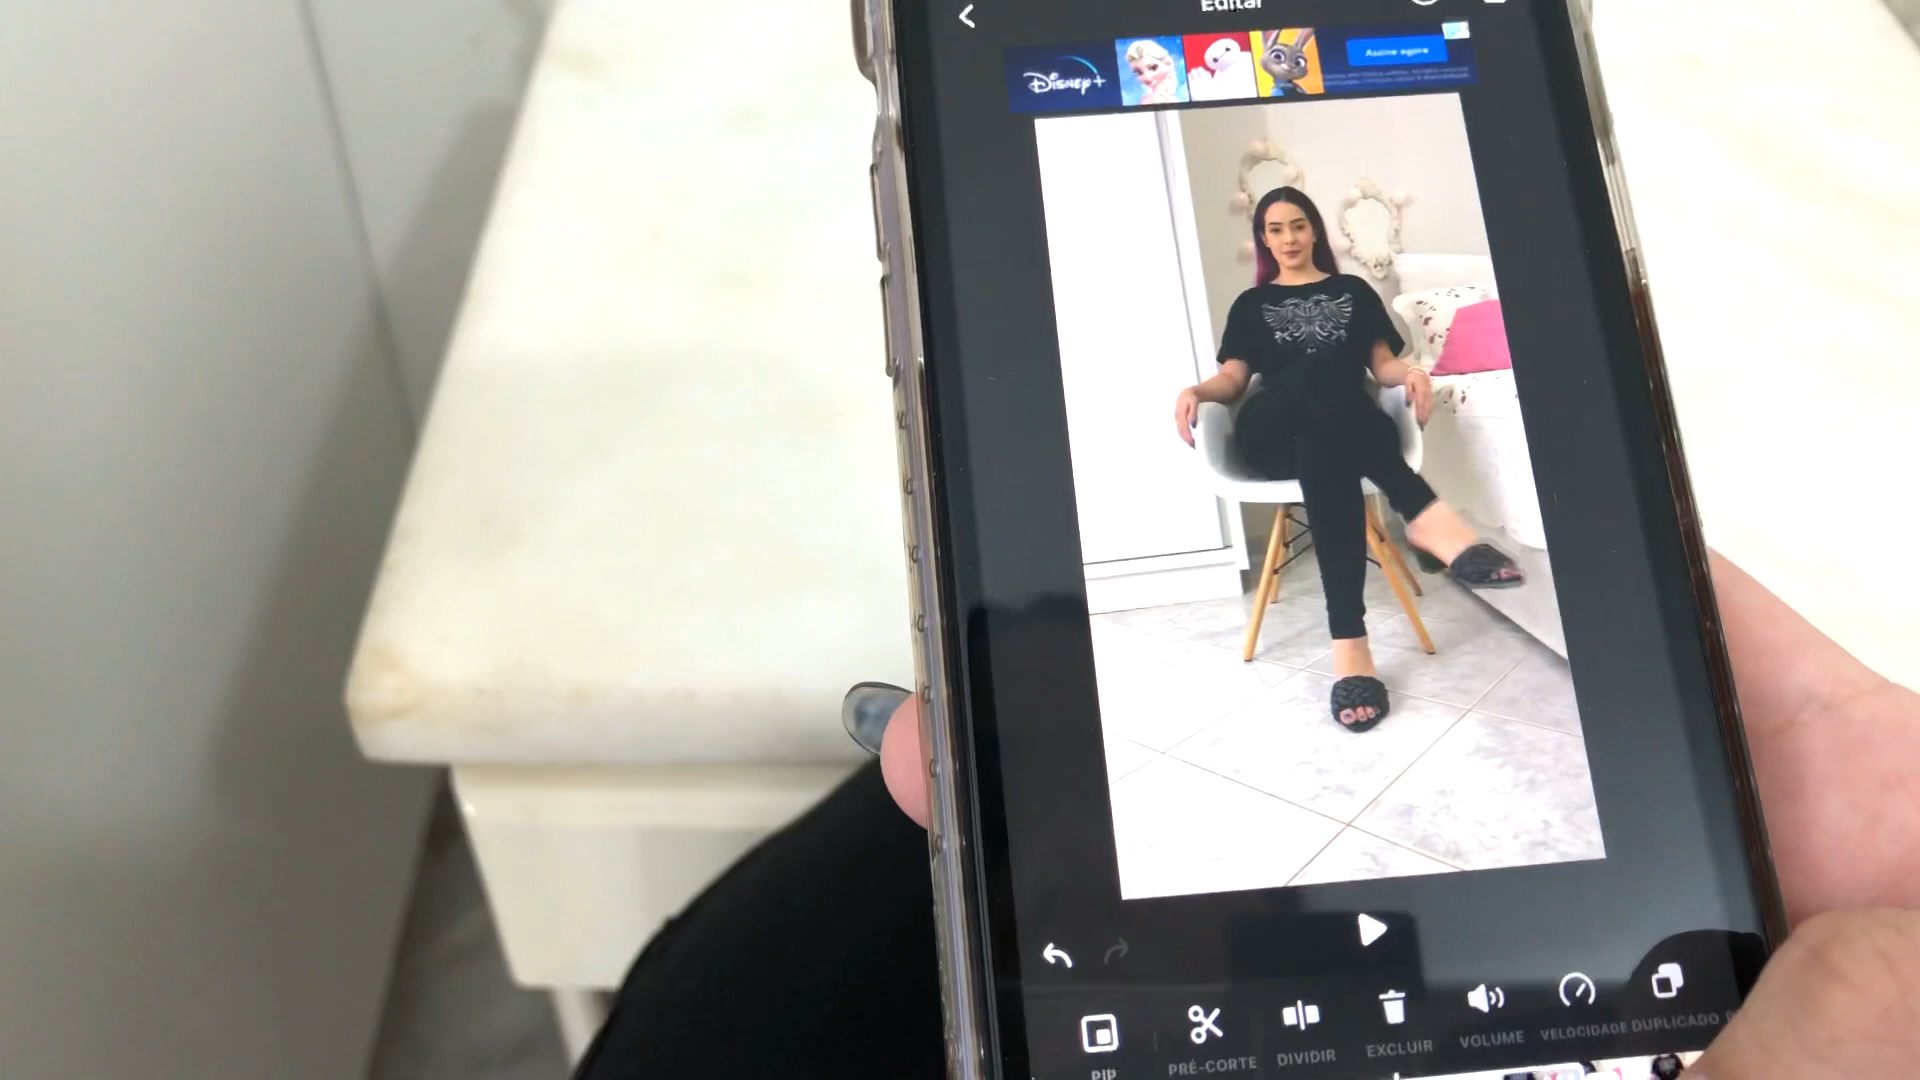 Editar
Disney+
Assine agora
PIP
PRÉ-CORTE
DIVIDIR
EXCLUIR
VOLUME
VELOCIDADE
DUPLICADO